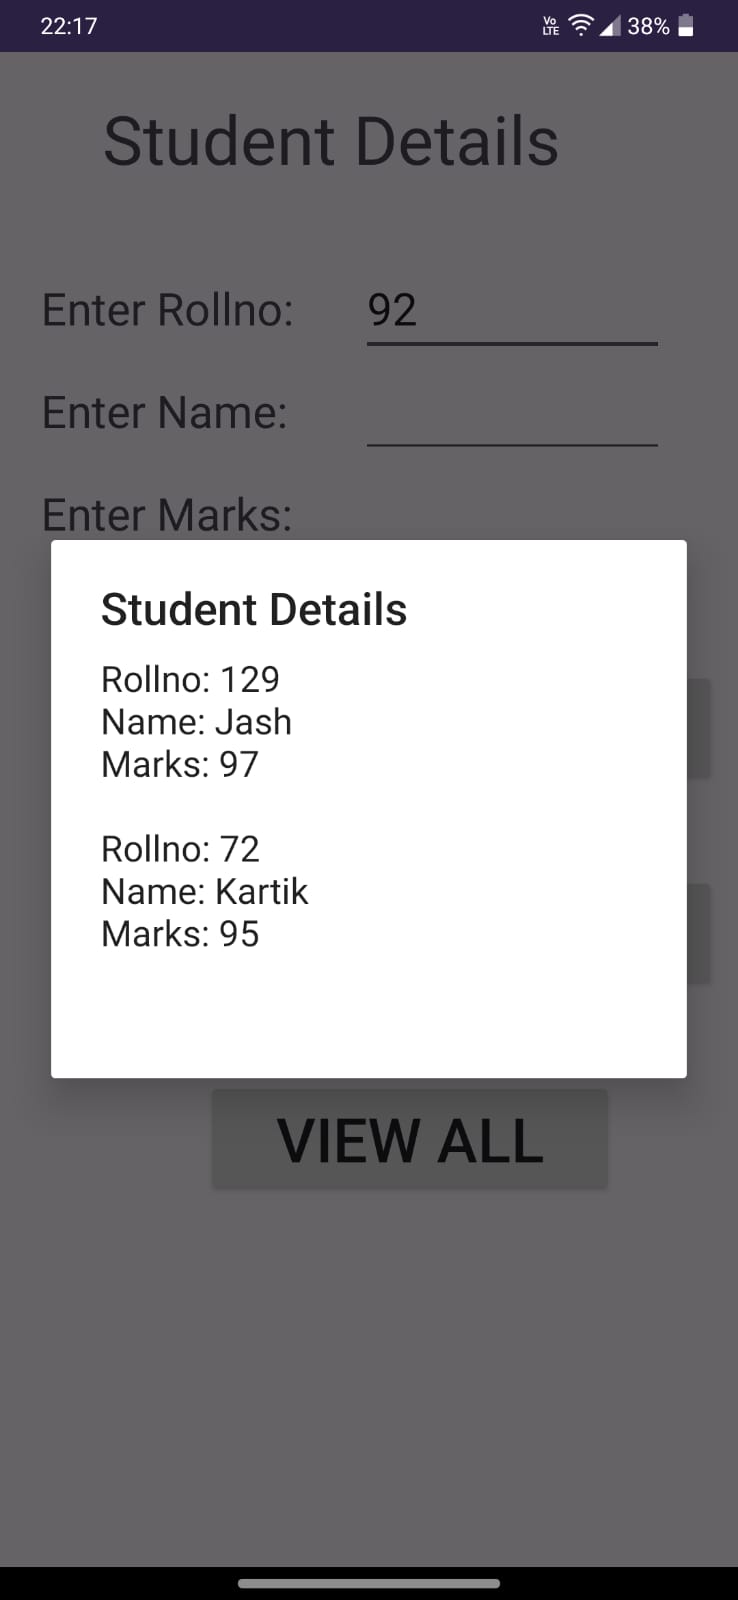 22:17
Vo LTE 38%
Student Details
Enter Rollno: 92
Enter Name:
Enter Marks:
Student Details
Rollno: 129
Name: Jash
Marks: 97
Rollno: 72
Name: Kartik
Marks: 95
VIEW ALL